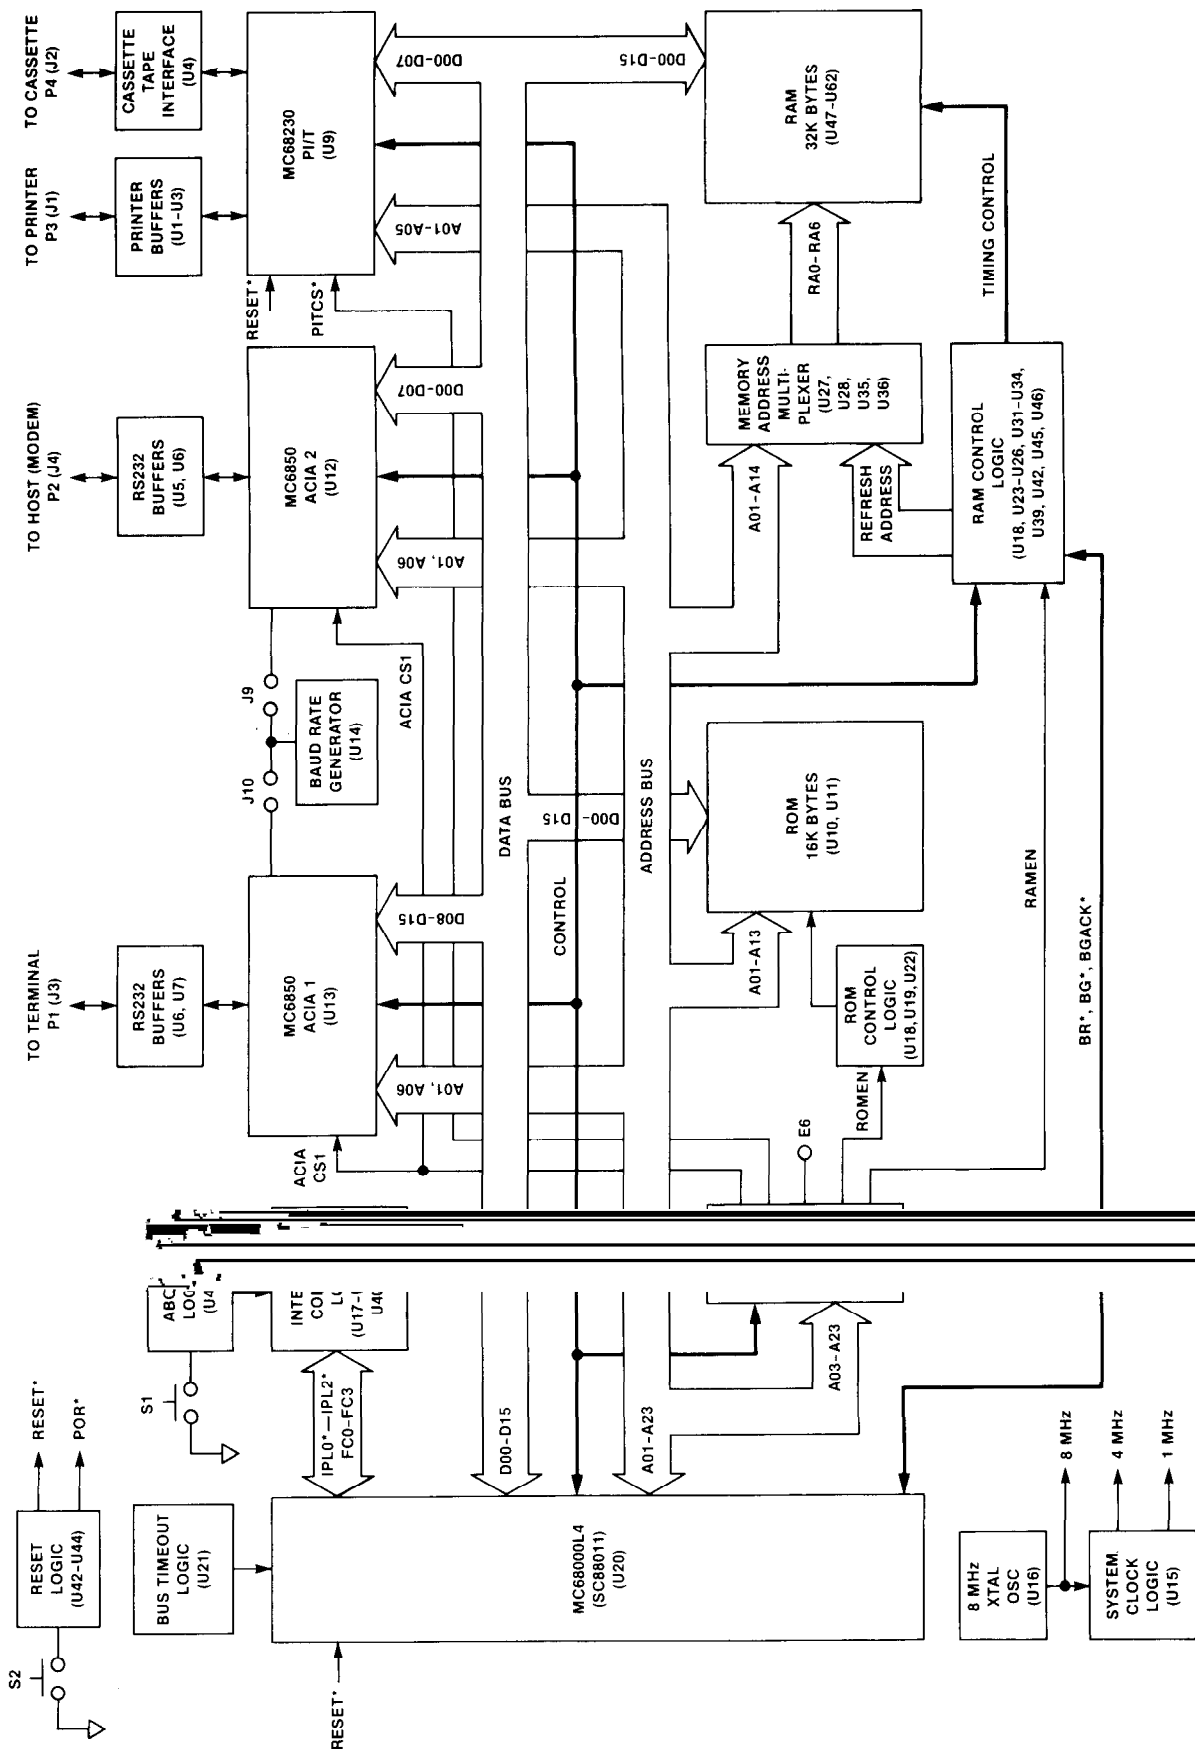 TO TERMINAL
P1 (J3)
TO HOST (MODEM)
P2 (J4)
TO PRINTER
P3 (J1)
TO CASSETTE
P4 (J2)
S2
RESET
LOGIC
(U42-U44)
RESET*
POR*
S1
BUS TIMEOUT
LOGIC
(U21)
RS232
BUFFERS
(U6, U7)
RS232
BUFFERS
(U5, U6)
PRINTER
BUFFERS
(U1-U3)
CASSETTE
TAPE
INTERFACE
(U4)
RESET*
MC68000L4
(SC88011)
(U20)
IPL0*—IPL2*
FC0-FC3
ACIA
CS1
MC6850
ACIA 1
(U13)
J10
J9
BAUD RATE
GENERATOR
(U14)
ACIA CS1
MC6850
ACIA 2
(U12)
RESET*
PITCS*
MC68230
PI/T
(U9)
A01, A06
D08-D15
A01, A06
D00-D07
A01-A05
D00-D07
D00-D15
DATA BUS
CONTROL
D00-
D15
A01-A23
ADDRESS BUS
D00-D15
A03-A23
E6
ROMEN
ROM
CONTROL
LOGIC
(U18,U19,U22)
A01-A13
ROM
16K BYTES
(U10, U11)
A01-A14
MEMORY
ADDRESS
MULTI-
PLEXER
(U27,
U28,
U35,
U36)
RA0-RA6
RAM
32K BYTES
(U47-U62)
REFRESH
ADDRESS
RAMEN
RAM CONTROL
LOGIC
(U18, U23-U26, U31-U34,
U39, U42, U45, U46)
TIMING CONTROL
BR*, BG*, BGACK*
8 MHz
XTAL
OSC
(U16)
SYSTEM
CLOCK
LOGIC
(U15)
8 MHz
4 MHz
1 MHz